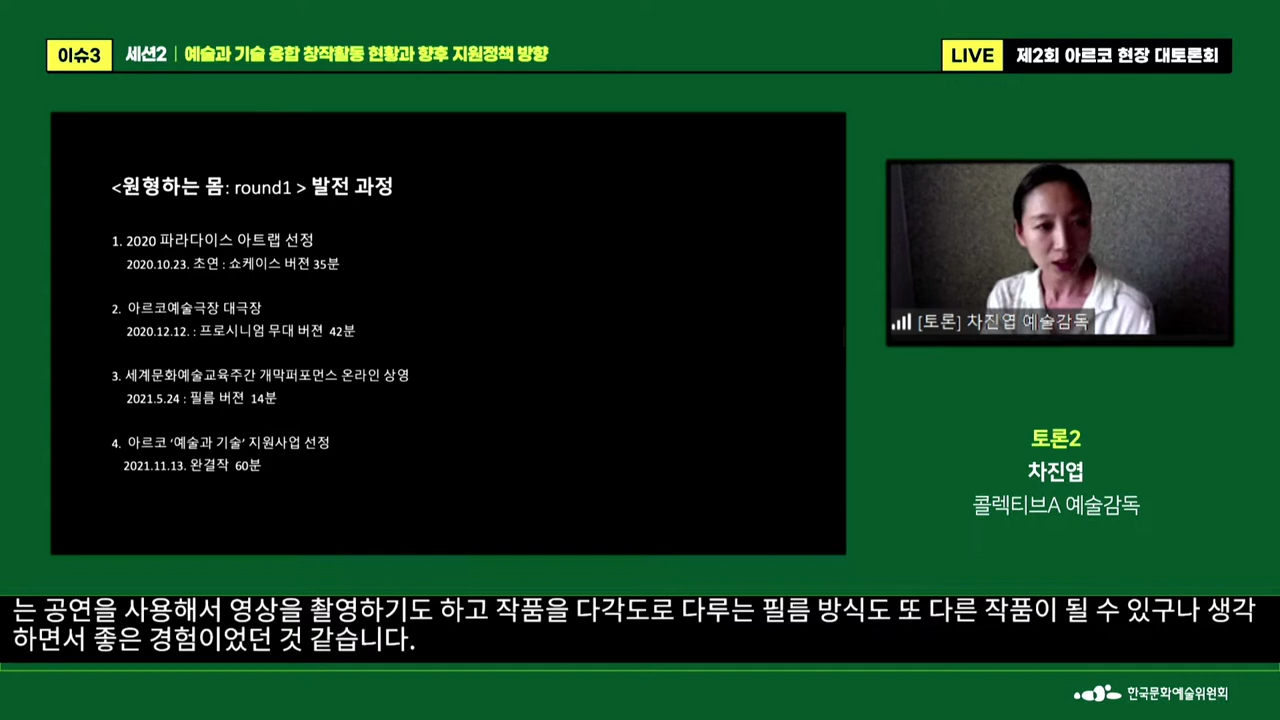 이슈3 세션2 | 예술과 기술 융합 창작활동 현황과 향후 지원정책 방향
LIVE 제2회 아르코 현장 대토론회
<원형하는 몸: round1 > 발전 과정
1. 2020 파라다이스 아트랩 선정
2020.10.23. 초연 : 쇼케이스 버젼 35분
2. 아르코예술극장 대극장
2020.12.12. : 프로시니엄 무대 버젼 42분
3. 세계문화예술교육주간 개막퍼포먼스 온라인 상영
2021.5.24 : 필름 버젼 14분
4. 아르코 ‘예술과 기술’ 지원사업 선정
2021.11.13. 완결작 60분
[토론] 차진엽 예술감독
토론2
차진엽
콜렉티브A 예술감독
는 공연을 사용해서 영상을 촬영하기도 하고 작품을 다각도로 다루는 필름 방식도 또 다른 작품이 될 수 있구나 생각
하면서 좋은 경험이었던 것 같습니다.
한국문화예술위원회